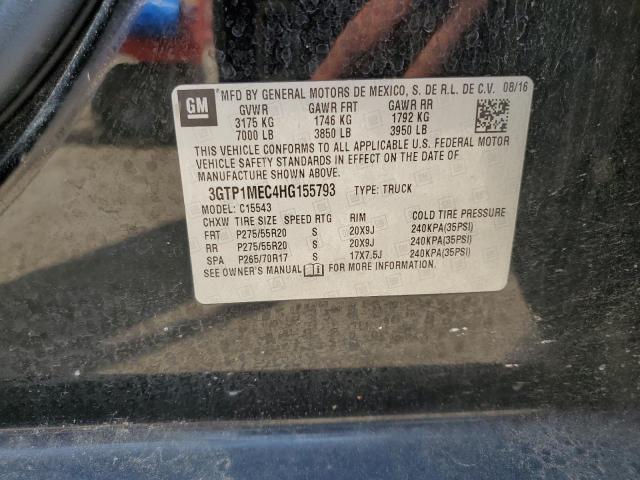 GM
MFD BY GENERAL MOTORS DE MEXICO, S. DE R.L. DE C.V. 08/16
GVWR GAWR FRT GAWR RR
3175 KG 1746 KG 1792 KG
7000 LB 3850 LB 3950 LB
THIS VEHICLE CONFORMS TO ALL APPLICABLE U.S. FEDERAL MOTOR
VEHICLE SAFETY STANDARDS IN EFFECT ON THE DATE OF
MANUFACTURE SHOWN ABOVE.
3GTP1MEC4HG155793 TYPE: TRUCK
MODEL: C15543
CHXW TIRE SIZE SPEED RTG RIM COLD TIRE PRESSURE
FRT P275/55R20 S 20X9J 240KPA(35PSI)
RR P275/55R20 S 20X9J 240KPA(35PSI)
SPA P265/70R17 S 17X7.5J 240KPA(35PSI)
SEE OWNER'S MANUAL FOR MORE INFORMATION.